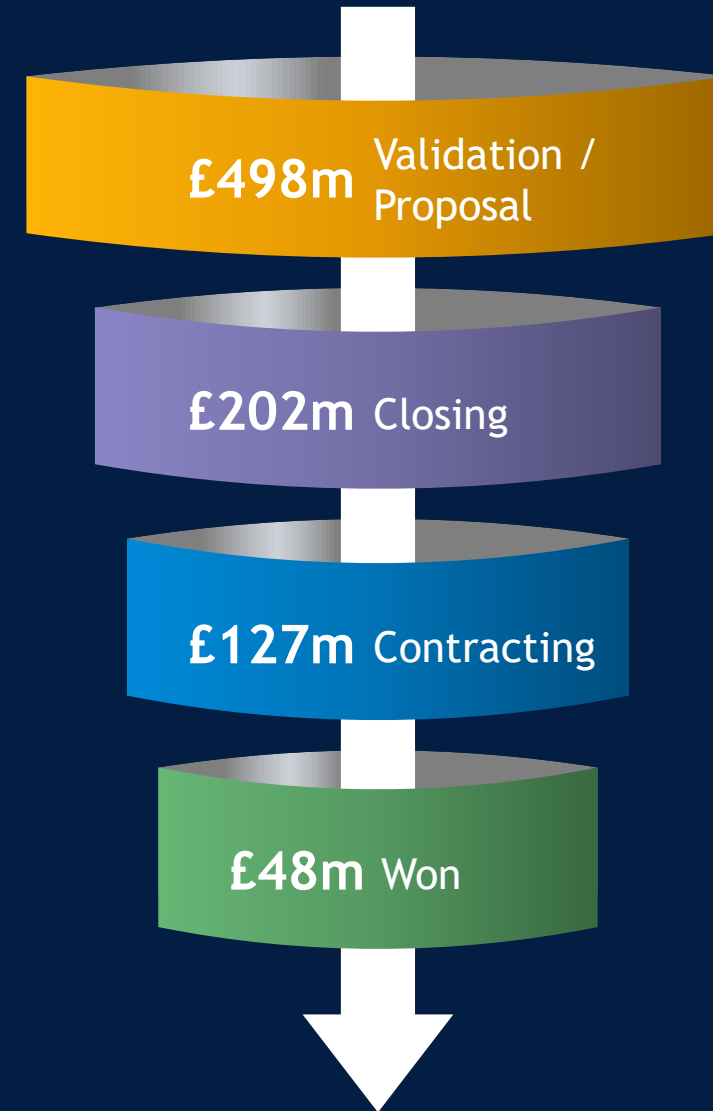 £498m Validation /
Proposal
£202m Closing
£127m Contracting
£48m Won